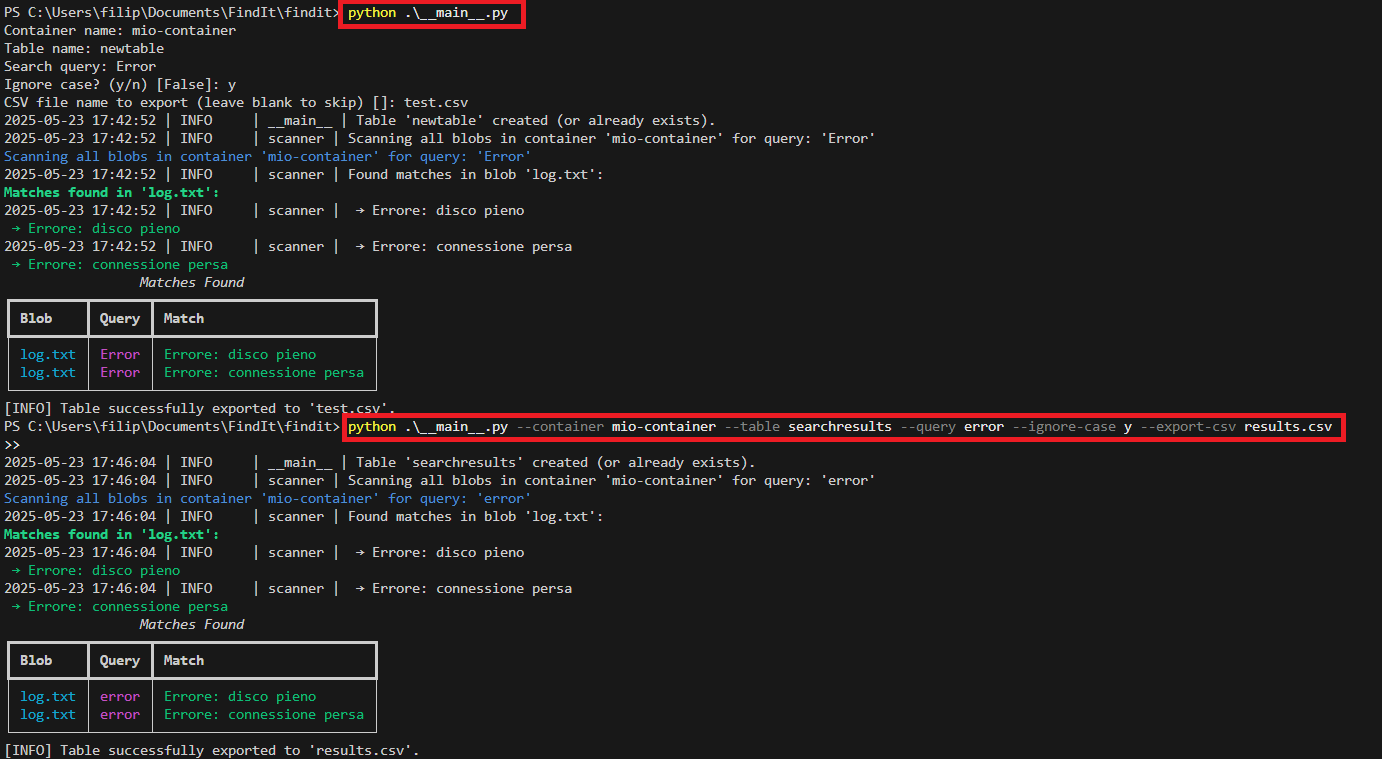 PS C:\Users\filip\Documents\FindIt\findit> python .\__main__.py
Container name: mio-container
Table name: newtable
Search query: Error
Ignore case? (y/n) [False]: y
CSV file name to export (leave blank to skip) []: test.csv
2025-05-23 17:42:52 | INFO     | __main__ | Table 'newtable' created (or already exists).
2025-05-23 17:42:52 | INFO     | scanner | Scanning all blobs in container 'mio-container' for query: 'Error'
Scanning all blobs in container 'mio-container' for query: 'Error'
2025-05-23 17:42:52 | INFO     | scanner | Found matches in blob 'log.txt':
Matches found in 'log.txt':
2025-05-23 17:42:52 | INFO     | scanner |  → Errore: disco pieno
 → Errore: disco pieno
2025-05-23 17:42:52 | INFO     | scanner |  → Errore: connessione persa
 → Errore: connessione persa
Matches Found
Blob Query Match
log.txt Error Errore: disco pieno
log.txt Error Errore: connessione persa
[INFO] Table successfully exported to 'test.csv'.
PS C:\Users\filip\Documents\FindIt\findit> python .\__main__.py --container mio-container --table searchresults --query error --ignore-case y --export-csv results.csv
>>
2025-05-23 17:46:04 | INFO     | __main__ | Table 'searchresults' created (or already exists).
2025-05-23 17:46:04 | INFO     | scanner | Scanning all blobs in container 'mio-container' for query: 'error'
Scanning all blobs in container 'mio-container' for query: 'error'
2025-05-23 17:46:04 | INFO     | scanner | Found matches in blob 'log.txt':
Matches found in 'log.txt':
2025-05-23 17:46:04 | INFO     | scanner |  → Errore: disco pieno
 → Errore: disco pieno
2025-05-23 17:46:04 | INFO     | scanner |  → Errore: connessione persa
 → Errore: connessione persa
Matches Found
Blob Query Match
log.txt error Errore: disco pieno
log.txt error Errore: connessione persa
[INFO] Table successfully exported to 'results.csv'.